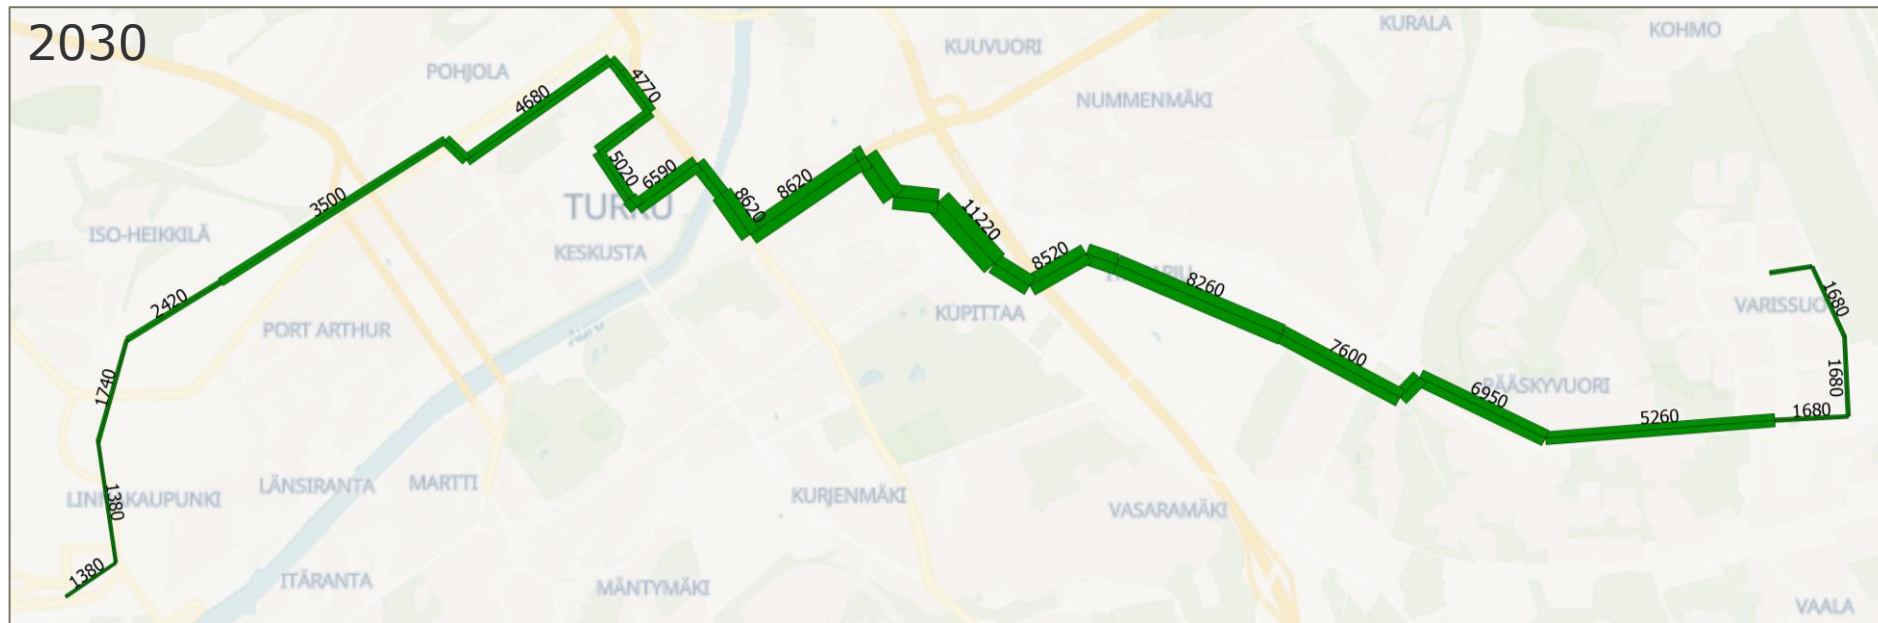 2030
KURALA
KOHMO
KUUVUORI
POHJOLA
4770
4680
NUMMENMÄKI
5020
6590
8620
8620
3500
TURKU
1120
ISO-HEIKKILÄ
KESKUSTA
8520
8260
1680
2420
VARISSUO
KUPITTAA
PORT ARTHUR
7600
1740
1680
PÄÄSKYVUORI
6950
5260
1680
LÄNSIRANTA
MARTTI
1380
KURJENMÄKI
VASARAMÄKI
1380
ITÄRANTA
MÄNTYMÄKI
VAALA